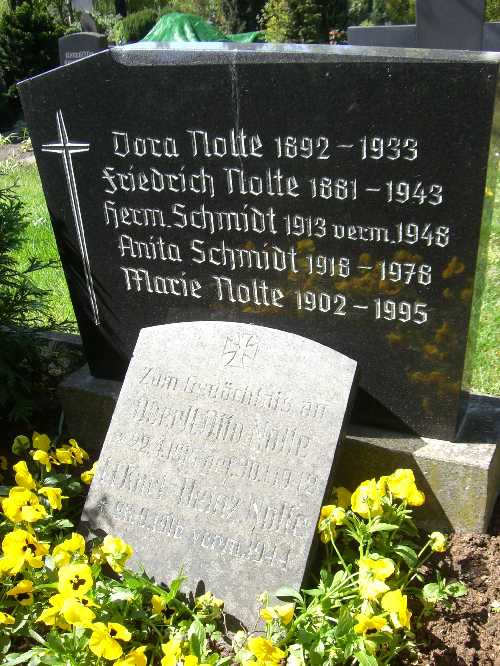 Dora Nolte 1892 – 1933
Friedrich Nolte 1881 – 1943
Herm. Schmidt 1913 verm. 1948
Anita Schmidt 1918 – 1978
Marie Nolte 1902 – 1995
Zum Gedächtnis an
Otto Nolte
Heinz Nolte
verm. 1944